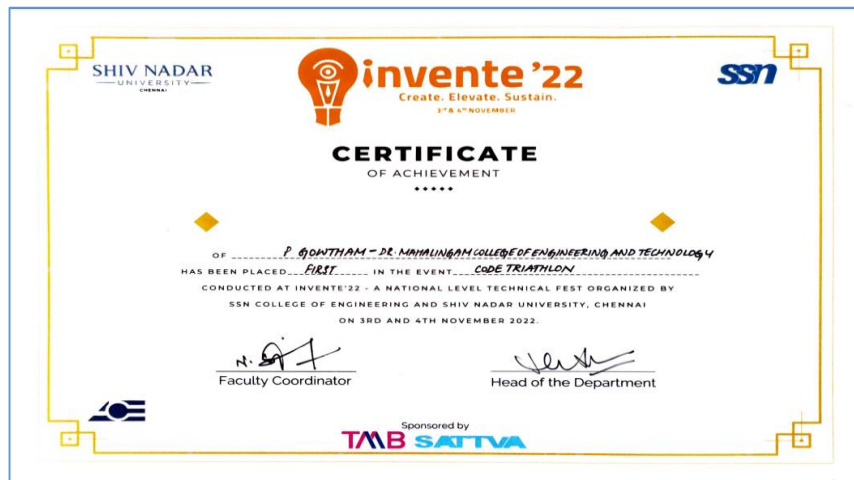 SHIV NADAR
UNIVERSITY
CHENNAI
invente '22
Create. Elevate. Sustain.
3RD & 4TH NOVEMBER
ssn
CERTIFICATE
OF ACHIEVEMENT
OF P GOWTHAM - DR. MAHALINGAM COLLEGE OF ENGINEERING AND TECHNOLOGY
HAS BEEN PLACED FIRST IN THE EVENT CODE TRIATHLON
CONDUCTED AT INVENTE'22 - A NATIONAL LEVEL TECHNICAL FEST ORGANIZED BY
SSN COLLEGE OF ENGINEERING AND SHIV NADAR UNIVERSITY, CHENNAI
ON 3RD AND 4TH NOVEMBER 2022.
Faculty Coordinator
Head of the Department
Sponsored by
TMB SATTVA